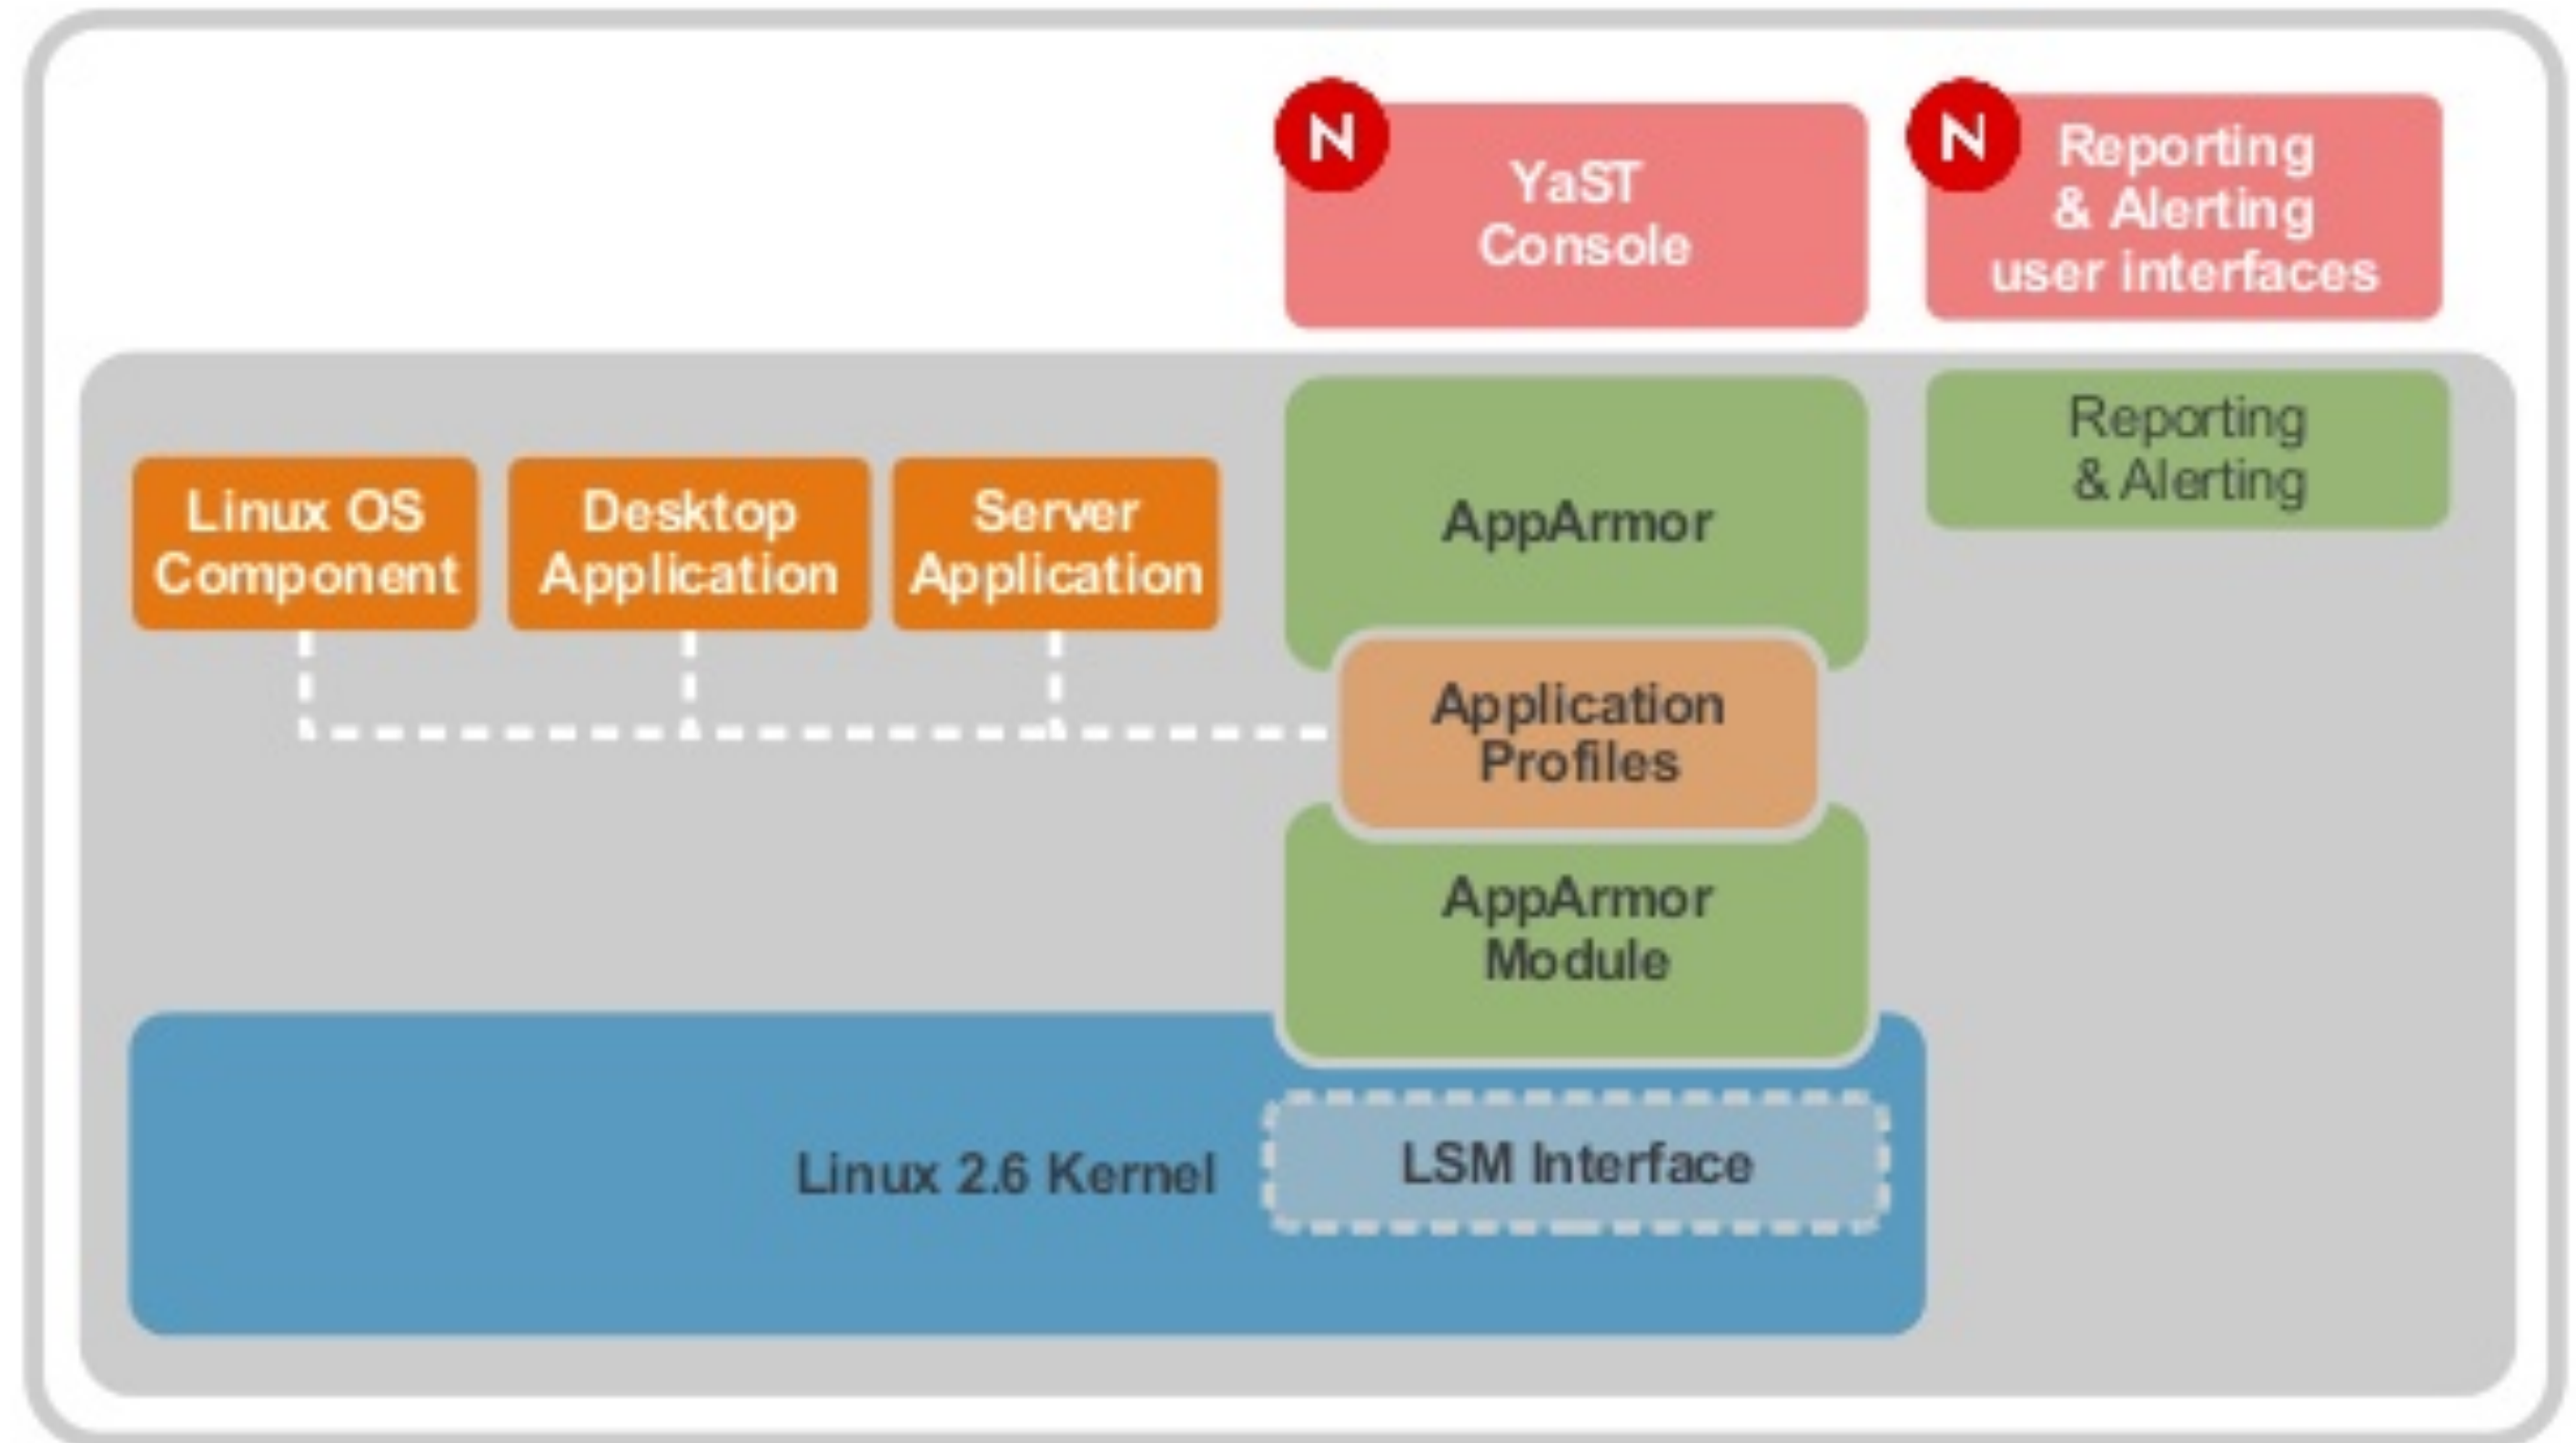 N
YaST
Console
N
Reporting
& Alerting
user interfaces
Linux OS
Component
Desktop
Application
Server
Application
AppArmor
Reporting
& Alerting
Application
Profiles
AppArmor
Module
Linux 2.6 Kernel
LSM Interface